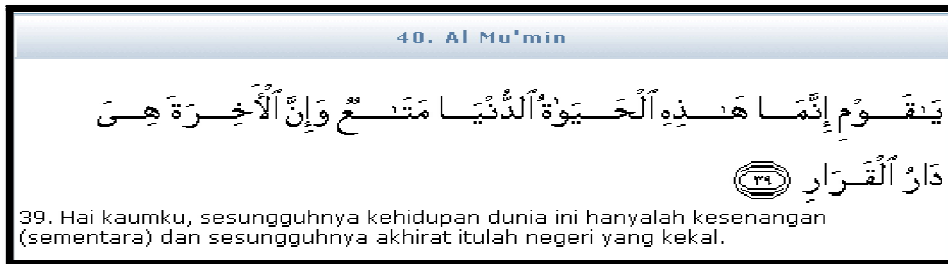 40. Al Mu'min
يَـٰقَوْمِ إِنَّمَا هَـٰذِهِ ٱلْحَيَوٰةُ ٱلدُّنْيَا مَتَـٰعٌ وَإِنَّ ٱلْأَخِرَةَ هِىَ
دَارُ ٱلْقَرَارِ ٣٩
39. Hai kaumku, sesungguhnya kehidupan dunia ini hanyalah kesenangan
(sementara) dan sesungguhnya akhirat itulah negeri yang kekal.